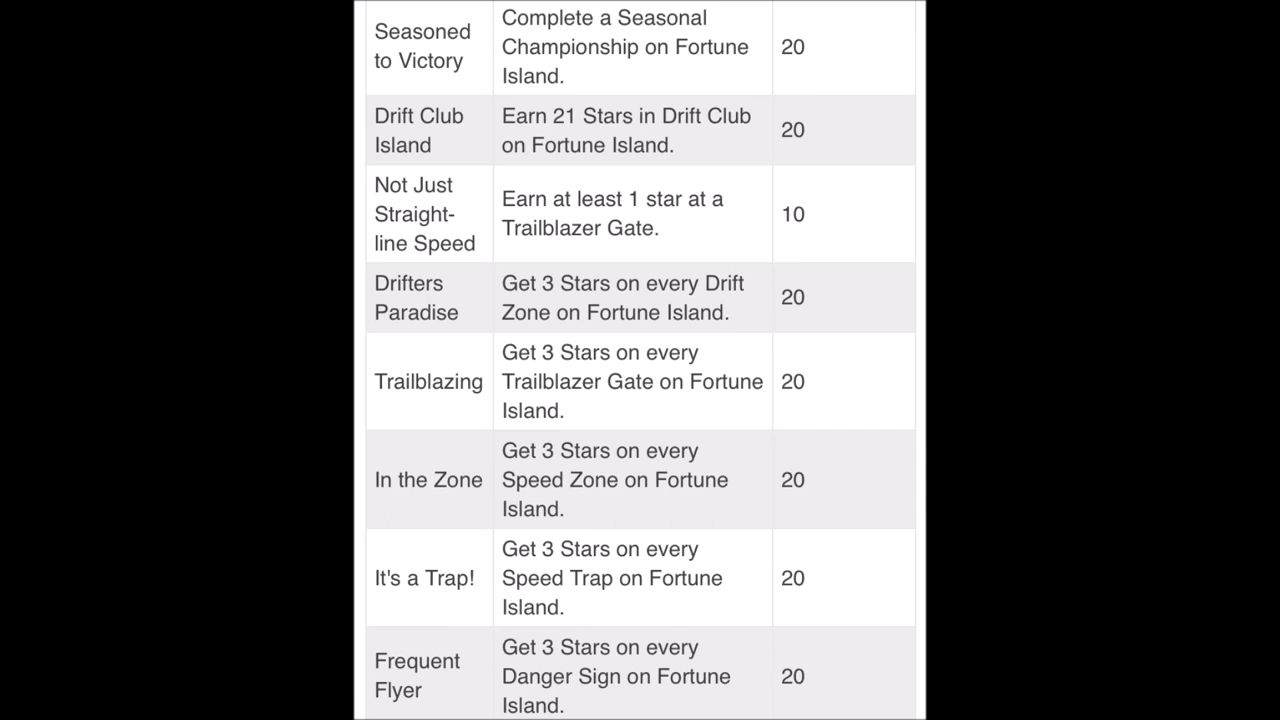 Seasoned
to Victory
Complete a Seasonal
Championship on Fortune
Island.
20
Drift Club
Island
Earn 21 Stars in Drift Club
on Fortune Island.
20
Not Just
Straight-
line Speed
Earn at least 1 star at a
Trailblazer Gate.
10
Drifters
Paradise
Get 3 Stars on every Drift
Zone on Fortune Island.
20
Trailblazing
Get 3 Stars on every
Trailblazer Gate on Fortune
Island.
20
In the Zone
Get 3 Stars on every
Speed Zone on Fortune
Island.
20
It's a Trap!
Get 3 Stars on every
Speed Trap on Fortune
Island.
20
Frequent
Flyer
Get 3 Stars on every
Danger Sign on Fortune
Island.
20